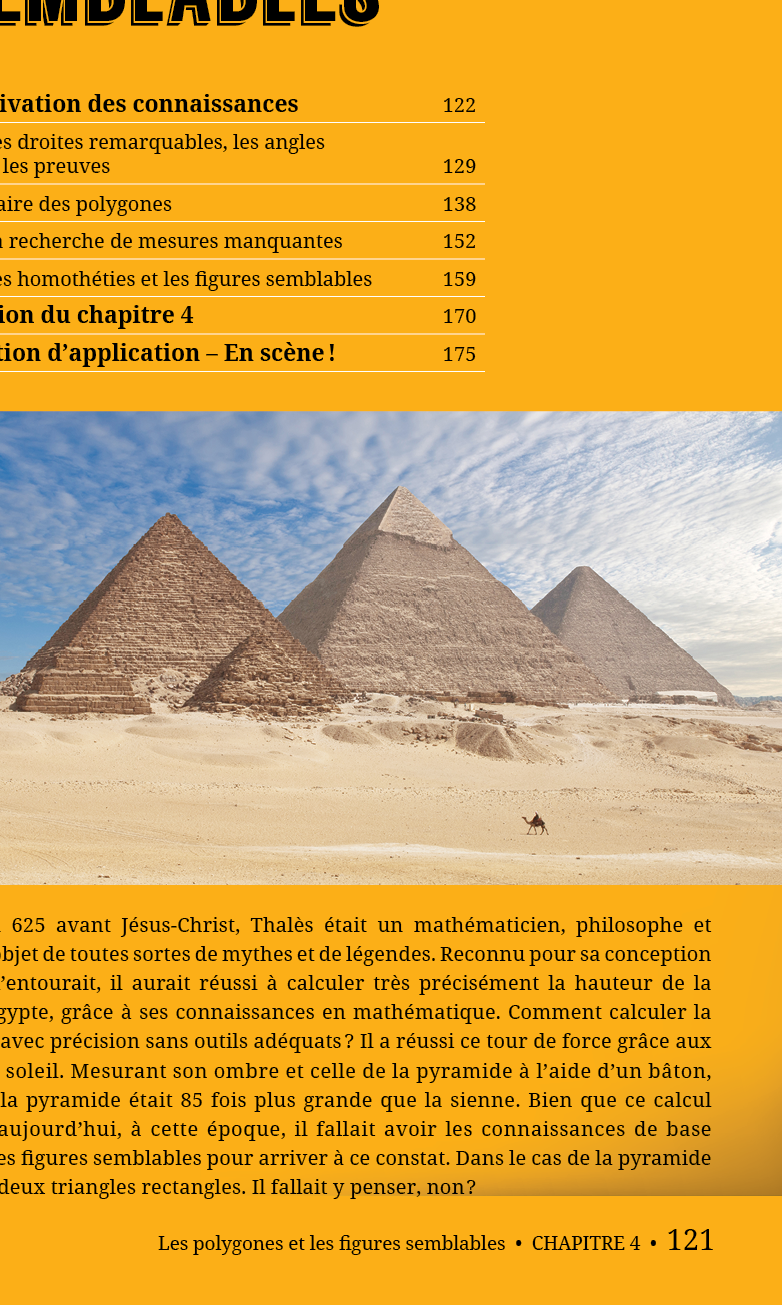 EMBLABLES
ivation des connaissances 122
es droites remarquables, les angles
les preuves 129
aire des polygones 138
a recherche de mesures manquantes 152
es homothéties et les figures semblables 159
ion du chapitre 4 170
tion d’application – En scène ! 175
625 avant Jésus-Christ, Thalès était un mathématicien, philosophe et
objet de toutes sortes de mythes et de légendes. Reconnu pour sa conception
l’entourait, il aurait réussi à calculer très précisément la hauteur de la
gypte, grâce à ses connaissances en mathématique. Comment calculer la
avec précision sans outils adéquats ? Il a réussi ce tour de force grâce aux
soleil. Mesurant son ombre et celle de la pyramide à l’aide d’un bâton,
la pyramide était 85 fois plus grande que la sienne. Bien que ce calcul
aujourd’hui, à cette époque, il fallait avoir les connaissances de base
es figures semblables pour arriver à ce constat. Dans le cas de la pyramide
deux triangles rectangles. Il fallait y penser, non ?
Les polygones et les figures semblables • CHAPITRE 4 • 121